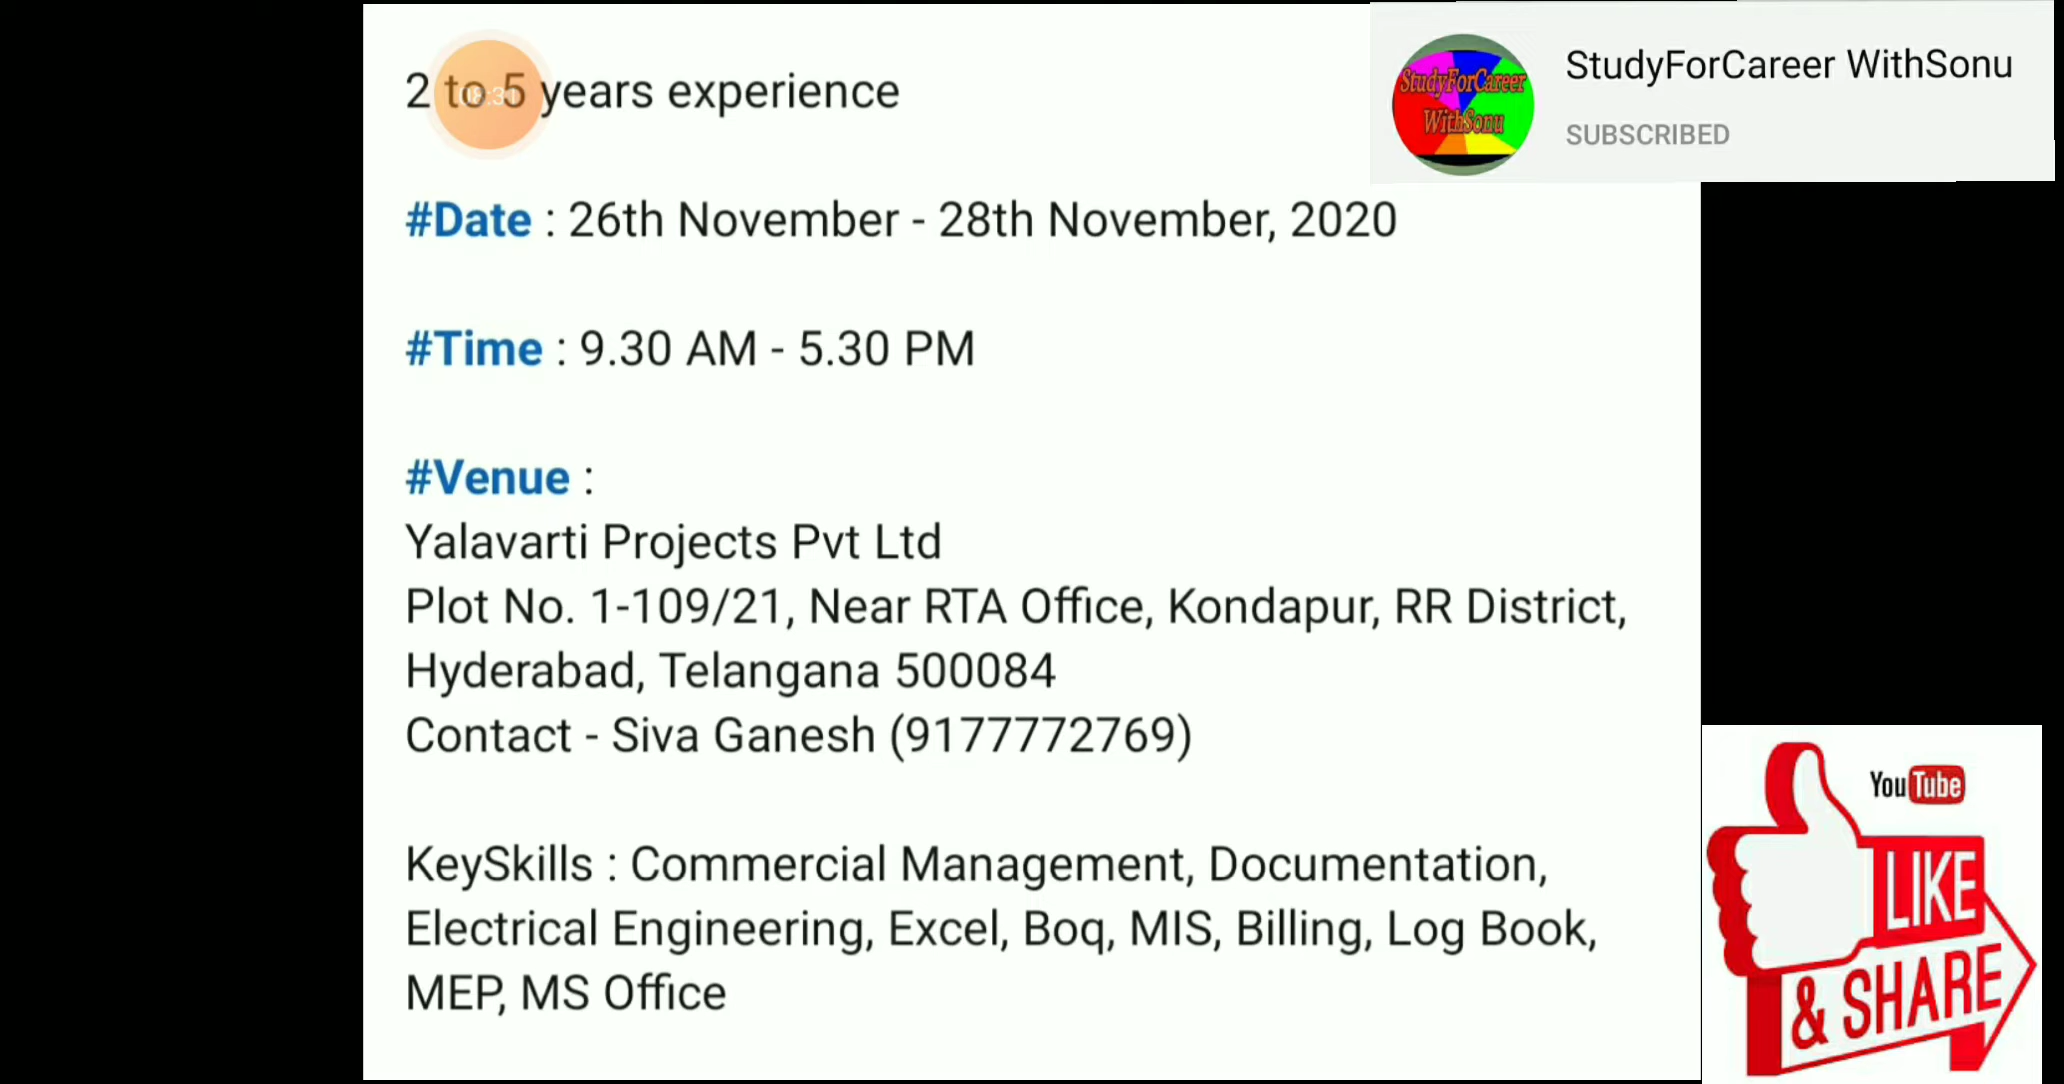 2 to 5 years experience
#Date : 26th November - 28th November, 2020
#Time : 9.30 AM - 5.30 PM
#Venue :
Yalavarti Projects Pvt Ltd
Plot No. 1-109/21, Near RTA Office, Kondapur, RR District,
Hyderabad, Telangana 500084
Contact - Siva Ganesh (9177772769)
KeySkills : Commercial Management, Documentation,
Electrical Engineering, Excel, Boq, MIS, Billing, Log Book,
MEP, MS Office
StudyForCareer
WithSonu
StudyForCareer WithSonu
SUBSCRIBED
YouTube
LIKE
& SHARE